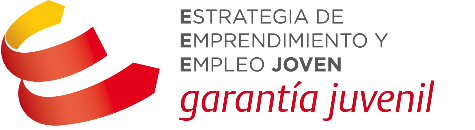 ESTRATEGIA DE
EMPRENDIMIENTO Y
EMPLEO JOVEN
garantía juvenil